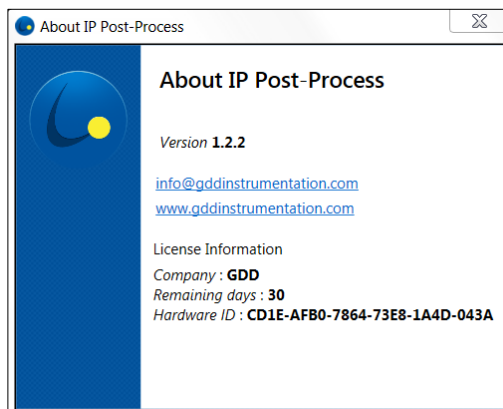 About IP Post-Process
About IP Post-Process
Version 1.2.2
info@gddinstrumentation.com
www.gddinstrumentation.com
License Information
Company : GDD
Remaining days : 30
Hardware ID : CD1E-AFB0-7864-73E8-1A4D-043A